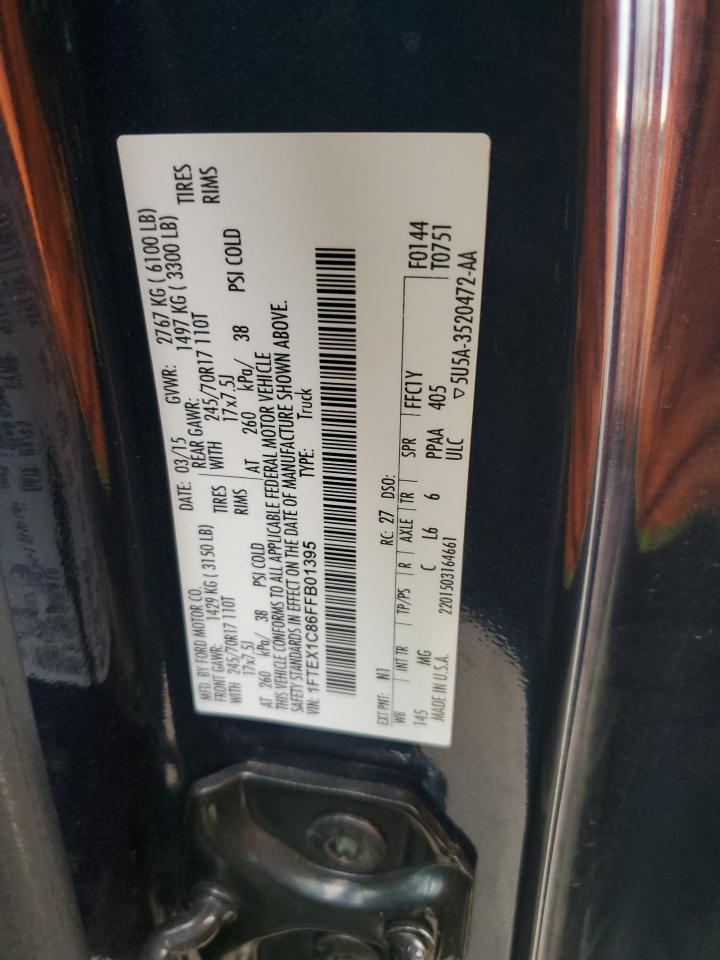 MFD. BY FORD MOTOR CO. DATE: 03/15 GVWR: 2767 KG ( 6100 LB)
FRONT GAWR: 1429 KG ( 3150 LB) REAR GAWR: 1497 KG ( 3300 LB)
WITH 245/70R17 110T TIRES WITH 245/70R17 110T TIRES
17x7.5J RIMS 17x7.5J RIMS
AT 260 kPa/ 38 PSI COLD AT 260 kPa/ 38 PSI COLD
THIS VEHICLE CONFORMS TO ALL APPLICABLE FEDERAL MOTOR VEHICLE
SAFETY STANDARDS IN EFFECT ON THE DATE OF MANUFACTURE SHOWN ABOVE.
VIN: 1FTEX1C86FFB01395 TYPE: Truck
EXT PNT: N1 RC: 27 DSO: F0144
WB INT TR TP/PS R AXLE TR SPR T0751
145 MG C L6 6 PPAA 405 FFC1Y
MADE IN U.S.A. 2201503164661 ULC ▽5U5A-3520472-AA